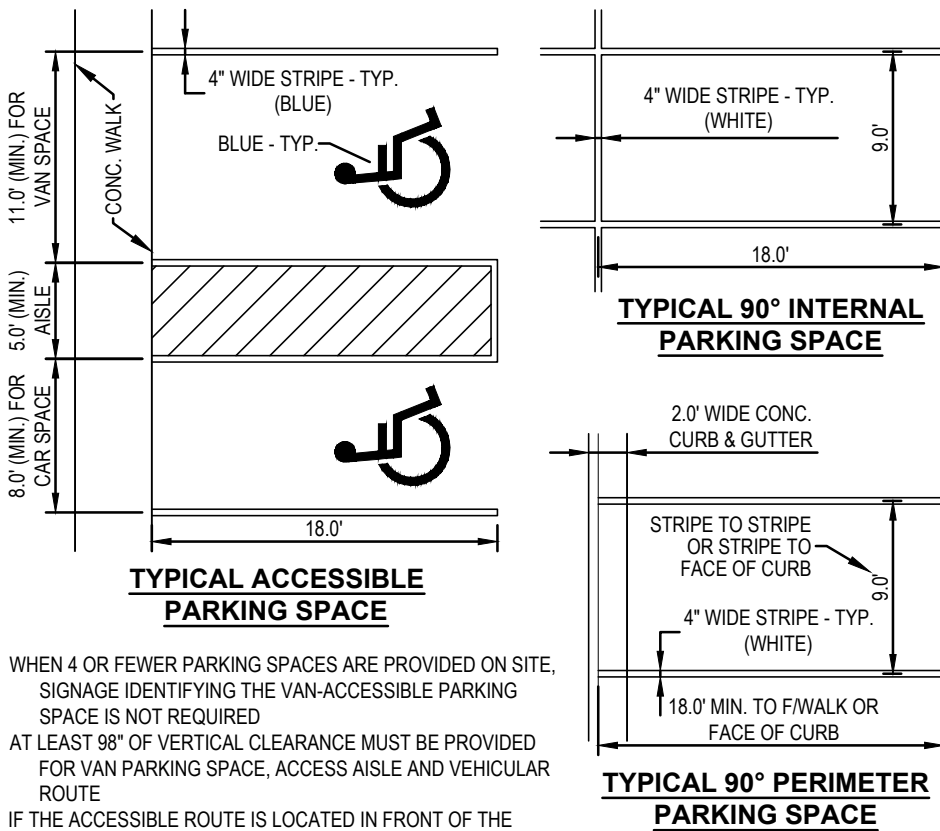 11.0' (MIN.) FOR
VAN SPACE
CONC. WALK
4" WIDE STRIPE - TYP.
(BLUE)
BLUE - TYP.
5.0' (MIN.)
AISLE
8.0' (MIN.) FOR
CAR SPACE
18.0'
TYPICAL ACCESSIBLE
PARKING SPACE
4" WIDE STRIPE - TYP.
(WHITE)
9.0'
18.0'
TYPICAL 90° INTERNAL
PARKING SPACE
2.0' WIDE CONC.
CURB & GUTTER
STRIPE TO STRIPE
OR STRIPE TO
FACE OF CURB
9.0'
4" WIDE STRIPE - TYP.
(WHITE)
18.0' MIN. TO F/WALK OR
FACE OF CURB
TYPICAL 90° PERIMETER
PARKING SPACE
WHEN 4 OR FEWER PARKING SPACES ARE PROVIDED ON SITE,
SIGNAGE IDENTIFYING THE VAN-ACCESSIBLE PARKING
SPACE IS NOT REQUIRED
AT LEAST 98" OF VERTICAL CLEARANCE MUST BE PROVIDED
FOR VAN PARKING SPACE, ACCESS AISLE AND VEHICULAR
ROUTE
IF THE ACCESSIBLE ROUTE IS LOCATED IN FRONT OF THE